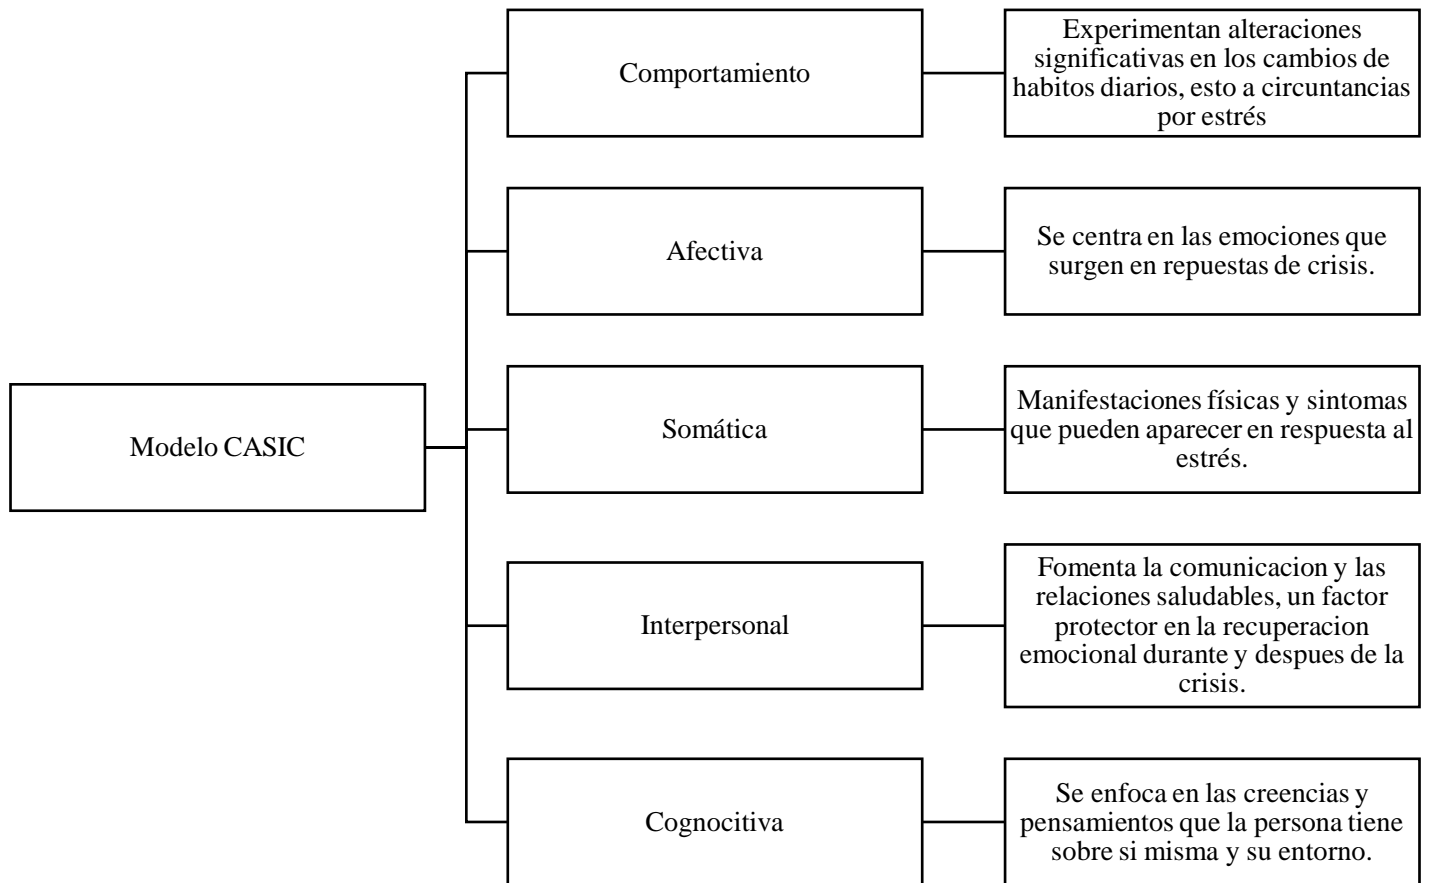 Comportamiento
Experimentan alteraciones
significativas en los cambios de
habitos diarios, esto a circuntancias
por estrés
Afectiva
Se centra en las emociones que
surgen en repuestas de crisis.
Modelo CASIC
Somática
Manifestaciones físicas y sintomas
que pueden aparecer en respuesta al
estrés.
Interpersonal
Fomenta la comunicacion y las
relaciones saludables, un factor
protector en la recuperacion
emocional durante y despues de la
crisis.
Cognocitiva
Se enfoca en las creencias y
pensamientos que la persona tiene
sobre si misma y su entorno.